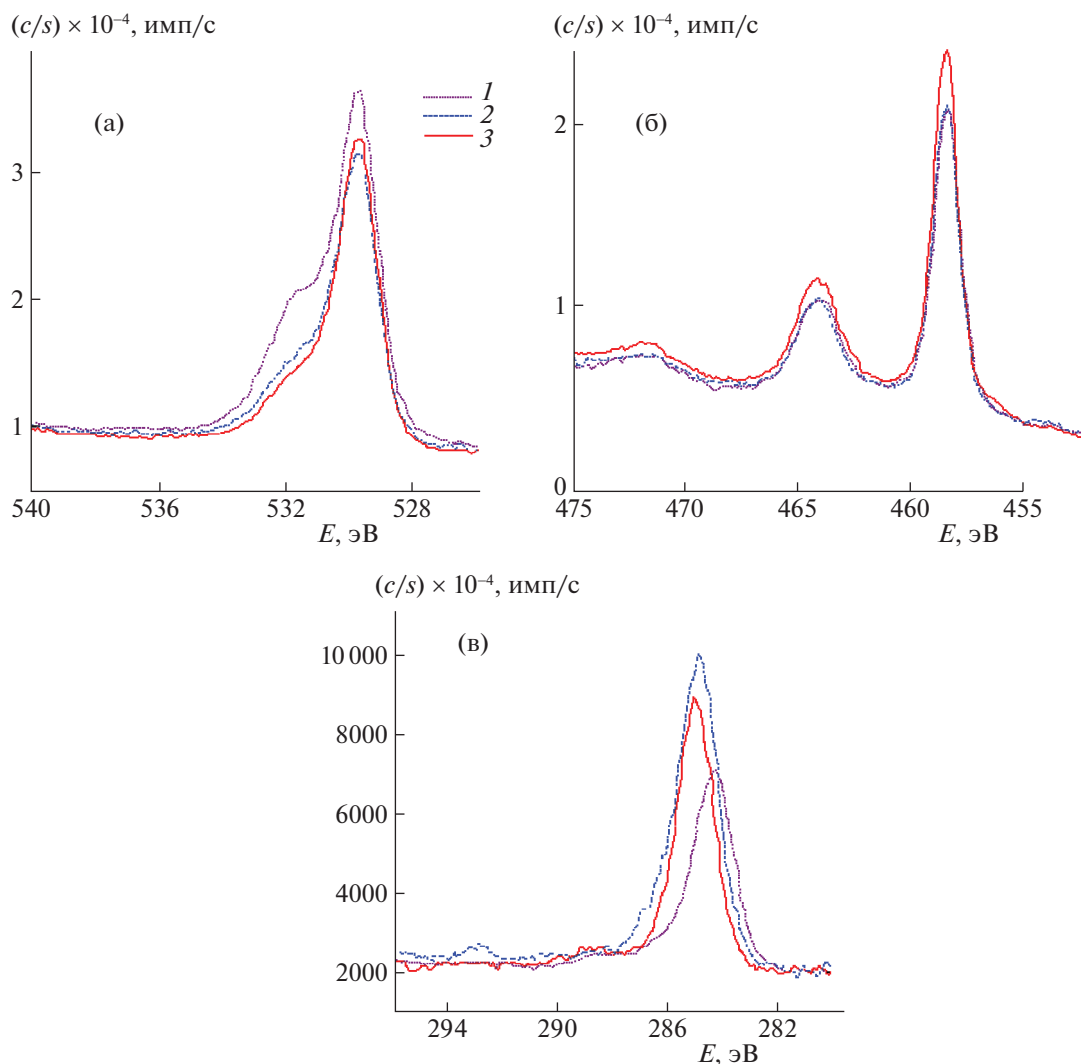 (c/s) × 10⁻⁴, имп/с
(а)
1
2
3
3
2
1
540 536 532 528
E, эВ
(c/s) × 10⁻⁴, имп/с
(б)
2
1
0
475 470 465 460 455
E, эВ
(c/s) × 10⁻⁴, имп/с
(в)
10 000
8000
6000
4000
2000
294 290 286 282
E, эВ